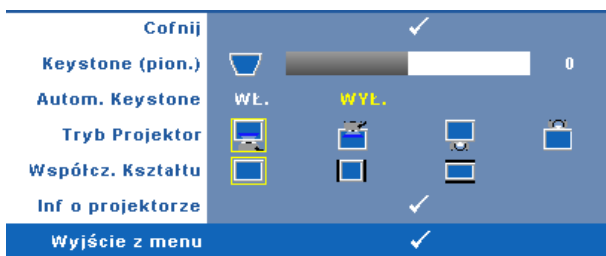 Cofnij
Keystone (pion.) 0
Autom. Keystone WŁ. WYŁ.
Tryb Projektor
Współcz. Kształtu
Inf o projektorze
Wyjście z menu